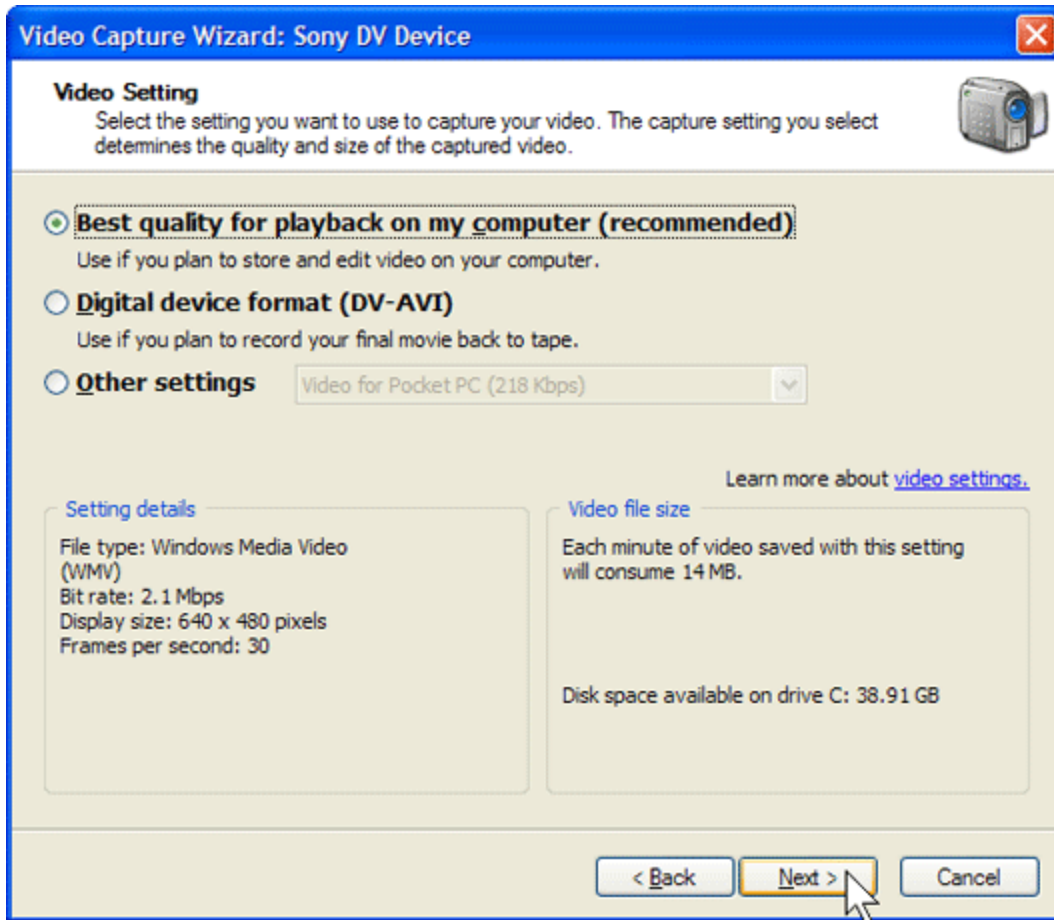 Video Capture Wizard: Sony DV Device
Video Setting
Select the setting you want to use to capture your video. The capture setting you select
determines the quality and size of the captured video.
Best quality for playback on my computer (recommended)
Use if you plan to store and edit video on your computer.
Digital device format (DV-AVI)
Use if you plan to record your final movie back to tape.
Other settings
Video for Pocket PC (218 Kbps)
Learn more about video settings.
Setting details
File type: Windows Media Video
(WMV)
Bit rate: 2.1 Mbps
Display size: 640 x 480 pixels
Frames per second: 30
Video file size
Each minute of video saved with this setting
will consume 14 MB.
Disk space available on drive C: 38.91 GB
< Back
Next >
Cancel